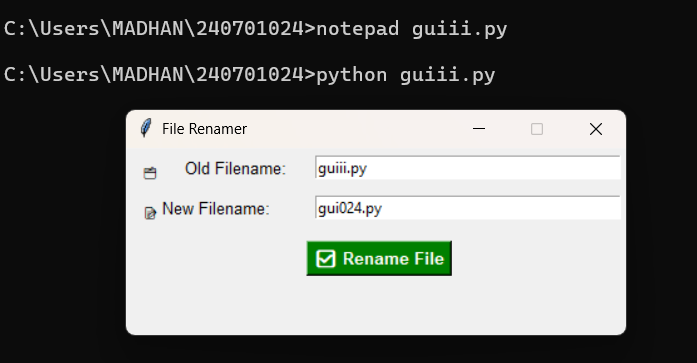 C:\Users\MADHAN\240701024>notepad guiii.py
C:\Users\MADHAN\240701024>python guiii.py
File Renamer
Old Filename: guiii.py
New Filename: gui024.py
Rename File